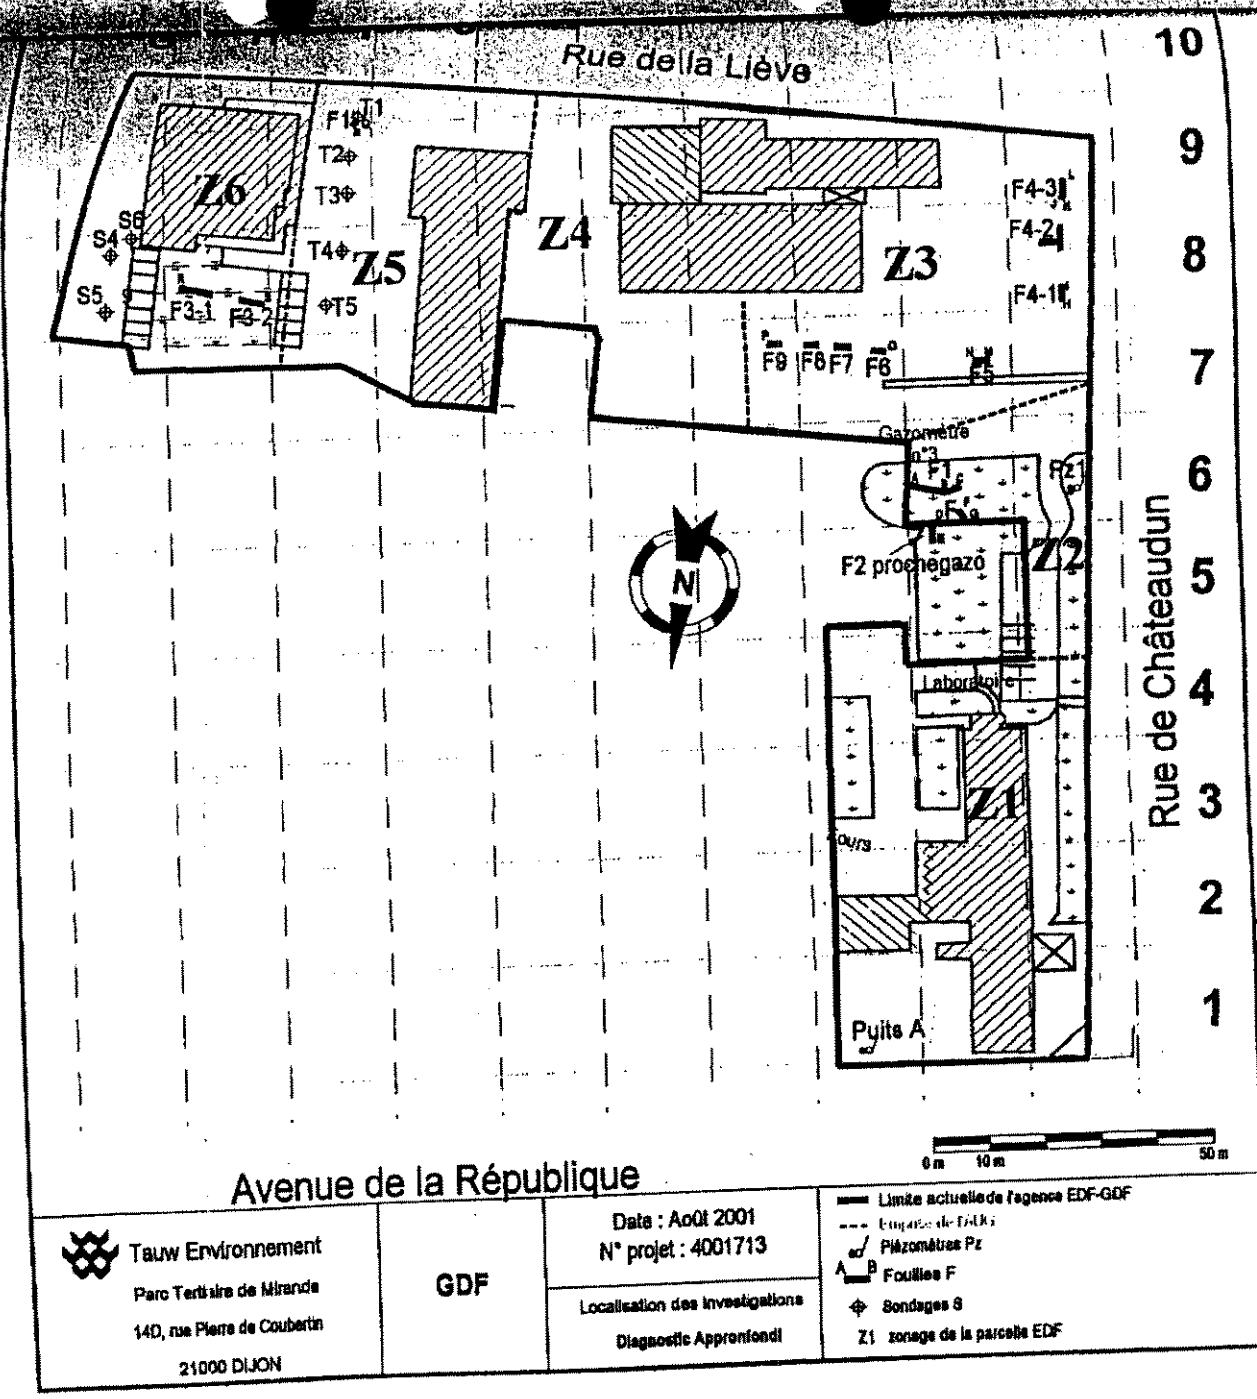 Rue de la Liève
10
9
8
7
6
5
4
3
2
1
Rue de Châteaudun
F1
T1
T2
T3
T4
T5
Z6
Z5
Z4
Z3
S6
S4
S5
F3-1
F3-2
F4-3
F4-2
F4-1
F9
F8
F7
F6
N M
F5
Gazomètre
n°3
A
F1
Pz1
F2 prochegazo
Z2
N
Laboratoire
Z1
Fours
Puits A
0 m
10 m
50 m
Avenue de la République
Tauw Environnement
Parc Tertiaire de Mirande
14D, rue Pierre de Coubertin
21000 DIJON
GDF
Date : Août 2001
N° projet : 4001713
Localisation des investigations
Diagnostic Approfondi
Limite actuelle de l'agence EDF-GDF
Piézomètres Pz
A B Fouilles F
Sondages S
Z1 zonage de la parcelle EDF